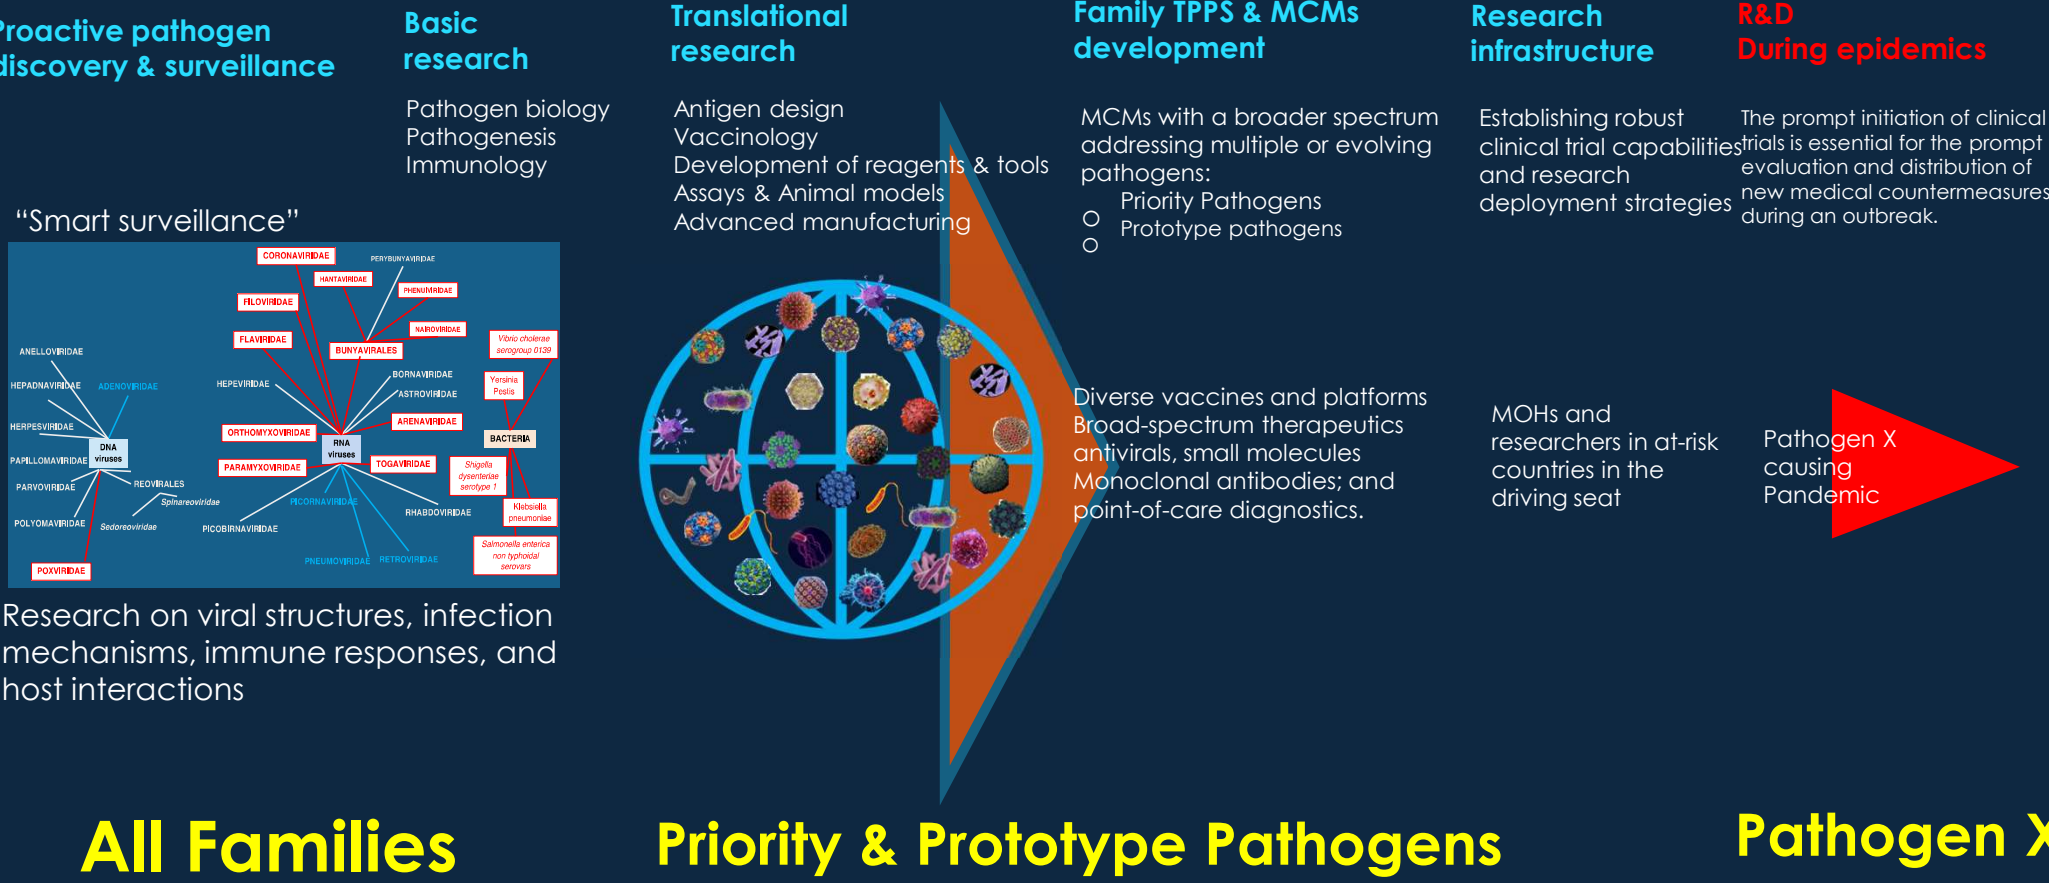 Proactive pathogen
discovery & surveillance
Basic
research
Pathogen biology
Pathogenesis
Immunology
Translational
research
Antigen design
Vaccinology
Development of reagents & tools
Assays & Animal models
Advanced manufacturing
Family TPPS & MCMs
development
MCMs with a broader spectrum
addressing multiple or evolving
pathogens:
Priority Pathogens
Prototype pathogens
Research
infrastructure
Establishing robust
clinical trial capabilities
and research
deployment strategies
R&D
During epidemics
The prompt initiation of clinical
trials is essential for the prompt
evaluation and distribution of
new medical countermeasures
during an outbreak.
“Smart surveillance”
CORONAVIRIDAE
PERYBUNYAVIRIDAE
HANTAVIRIDAE
PHENUIVIRIDAE
FILOVIRIDAE
NAIROVIRIDAE
FLAVIRIDAE
BUNYAVIRALES
Vibrio cholerae
serogroup 0139
ANELLOVIRIDAE
HEPADNAVIRIDAE
ADENOVIRIDAE
HEPEVIRIDAE
BORNAVIRIDAE
ASTROVIRIDAE
Yersinia
Pestis
HERPESVIRIDAE
ORTHOMYXOVIRIDAE
ARENAVIRIDAE
DNA
viruses
RNA
viruses
BACTERIA
PAPILLOMAVIRIDAE
PARAMYXOVIRIDAE
TOGAVIRIDAE
Shigella
dysenteriae
serotype 1
PARVOVIRIDAE
REOVIRALES
Spinareoviridae
PICORNAVIRIDAE
RHABDOVIRIDAE
Klebsiella
pneumoniae
POLYOMAVIRIDAE
Sedoreoviridae
PICOBIRNAVIRIDAE
Salmonella enterica
non typhoidal
serovars
PNEUMOVIRIDAE
RETROVIRIDAE
POXVIRIDAE
Research on viral structures, infection
mechanisms, immune responses, and
host interactions
Diverse vaccines and platforms
Broad-spectrum therapeutics
antivirals, small molecules
Monoclonal antibodies; and
point-of-care diagnostics.
MOHs and
researchers in at-risk
countries in the
driving seat
Pathogen X
causing
Pandemic
All Families
Priority & Prototype Pathogens
Pathogen X